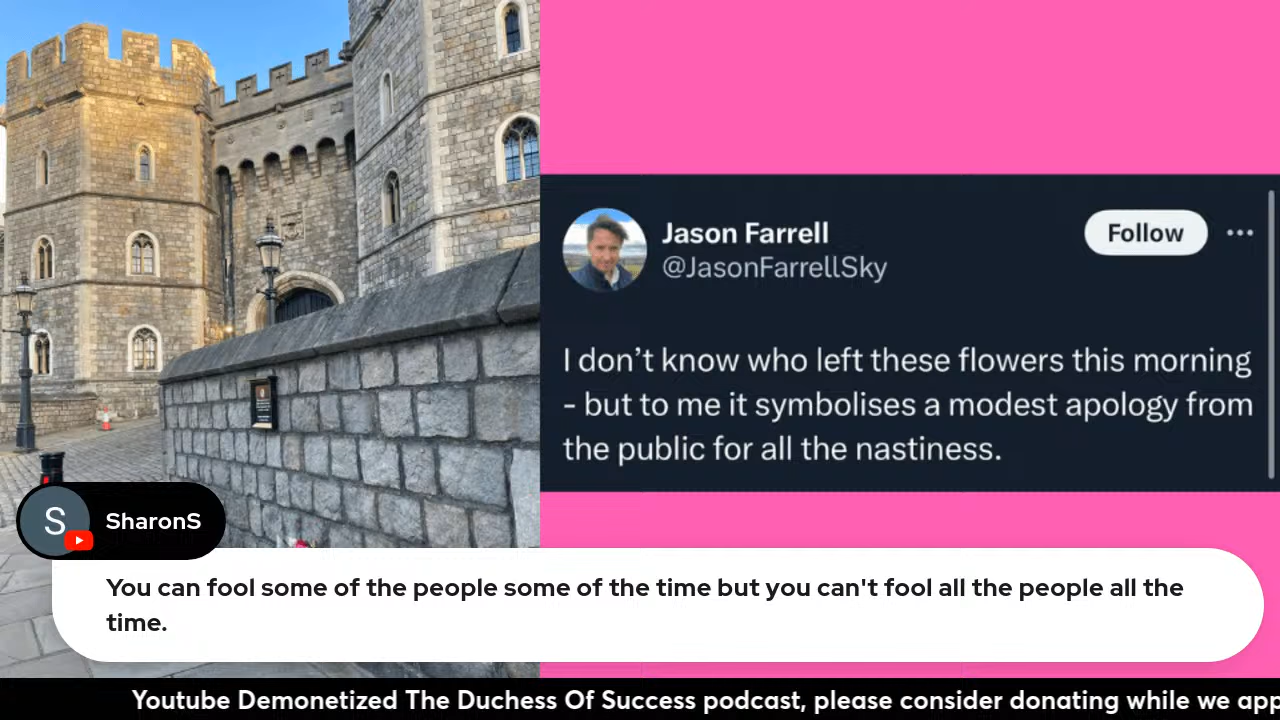 Jason Farrell
@JasonFarrellSky
Follow
I don't know who left these flowers this morning
- but to me it symbolises a modest apology from
the public for all the nastiness.
S
SharonS
You can fool some of the people some of the time but you can't fool all the people all the
time.
Youtube Demonetized The Duchess Of Success podcast, please consider donating while we app